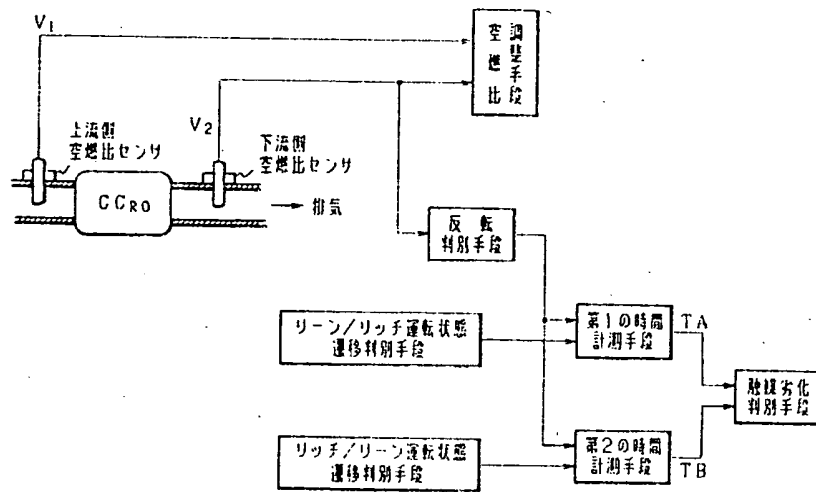 V1
空燃比
調整手段
V2
上流側
空燃比センサ
下流側
空燃比センサ
CCRO
排気
反転
判別手段
リーン/リッチ運転状態
遷移判別手段
第1の時間
計測手段
TA
触媒劣化
判別手段
リッチ/リーン運転状態
遷移判別手段
第2の時間
計測手段
TB